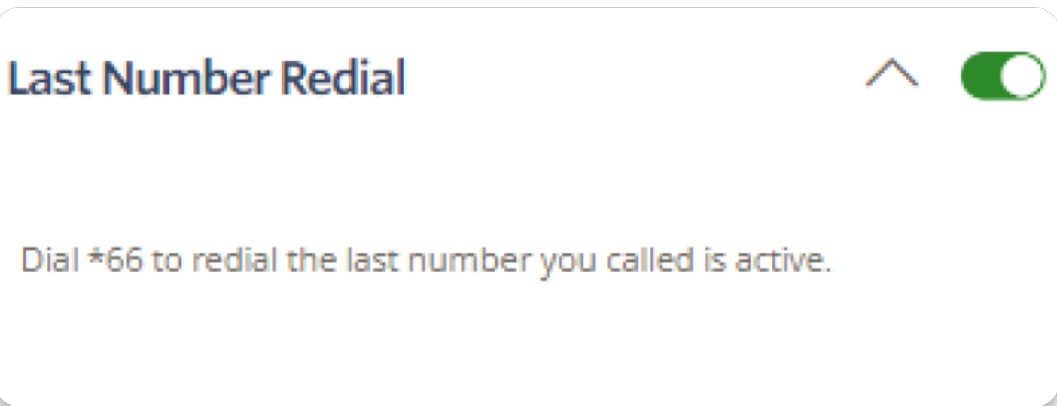 Last Number Redial
Dial *66 to redial the last number you called is active.